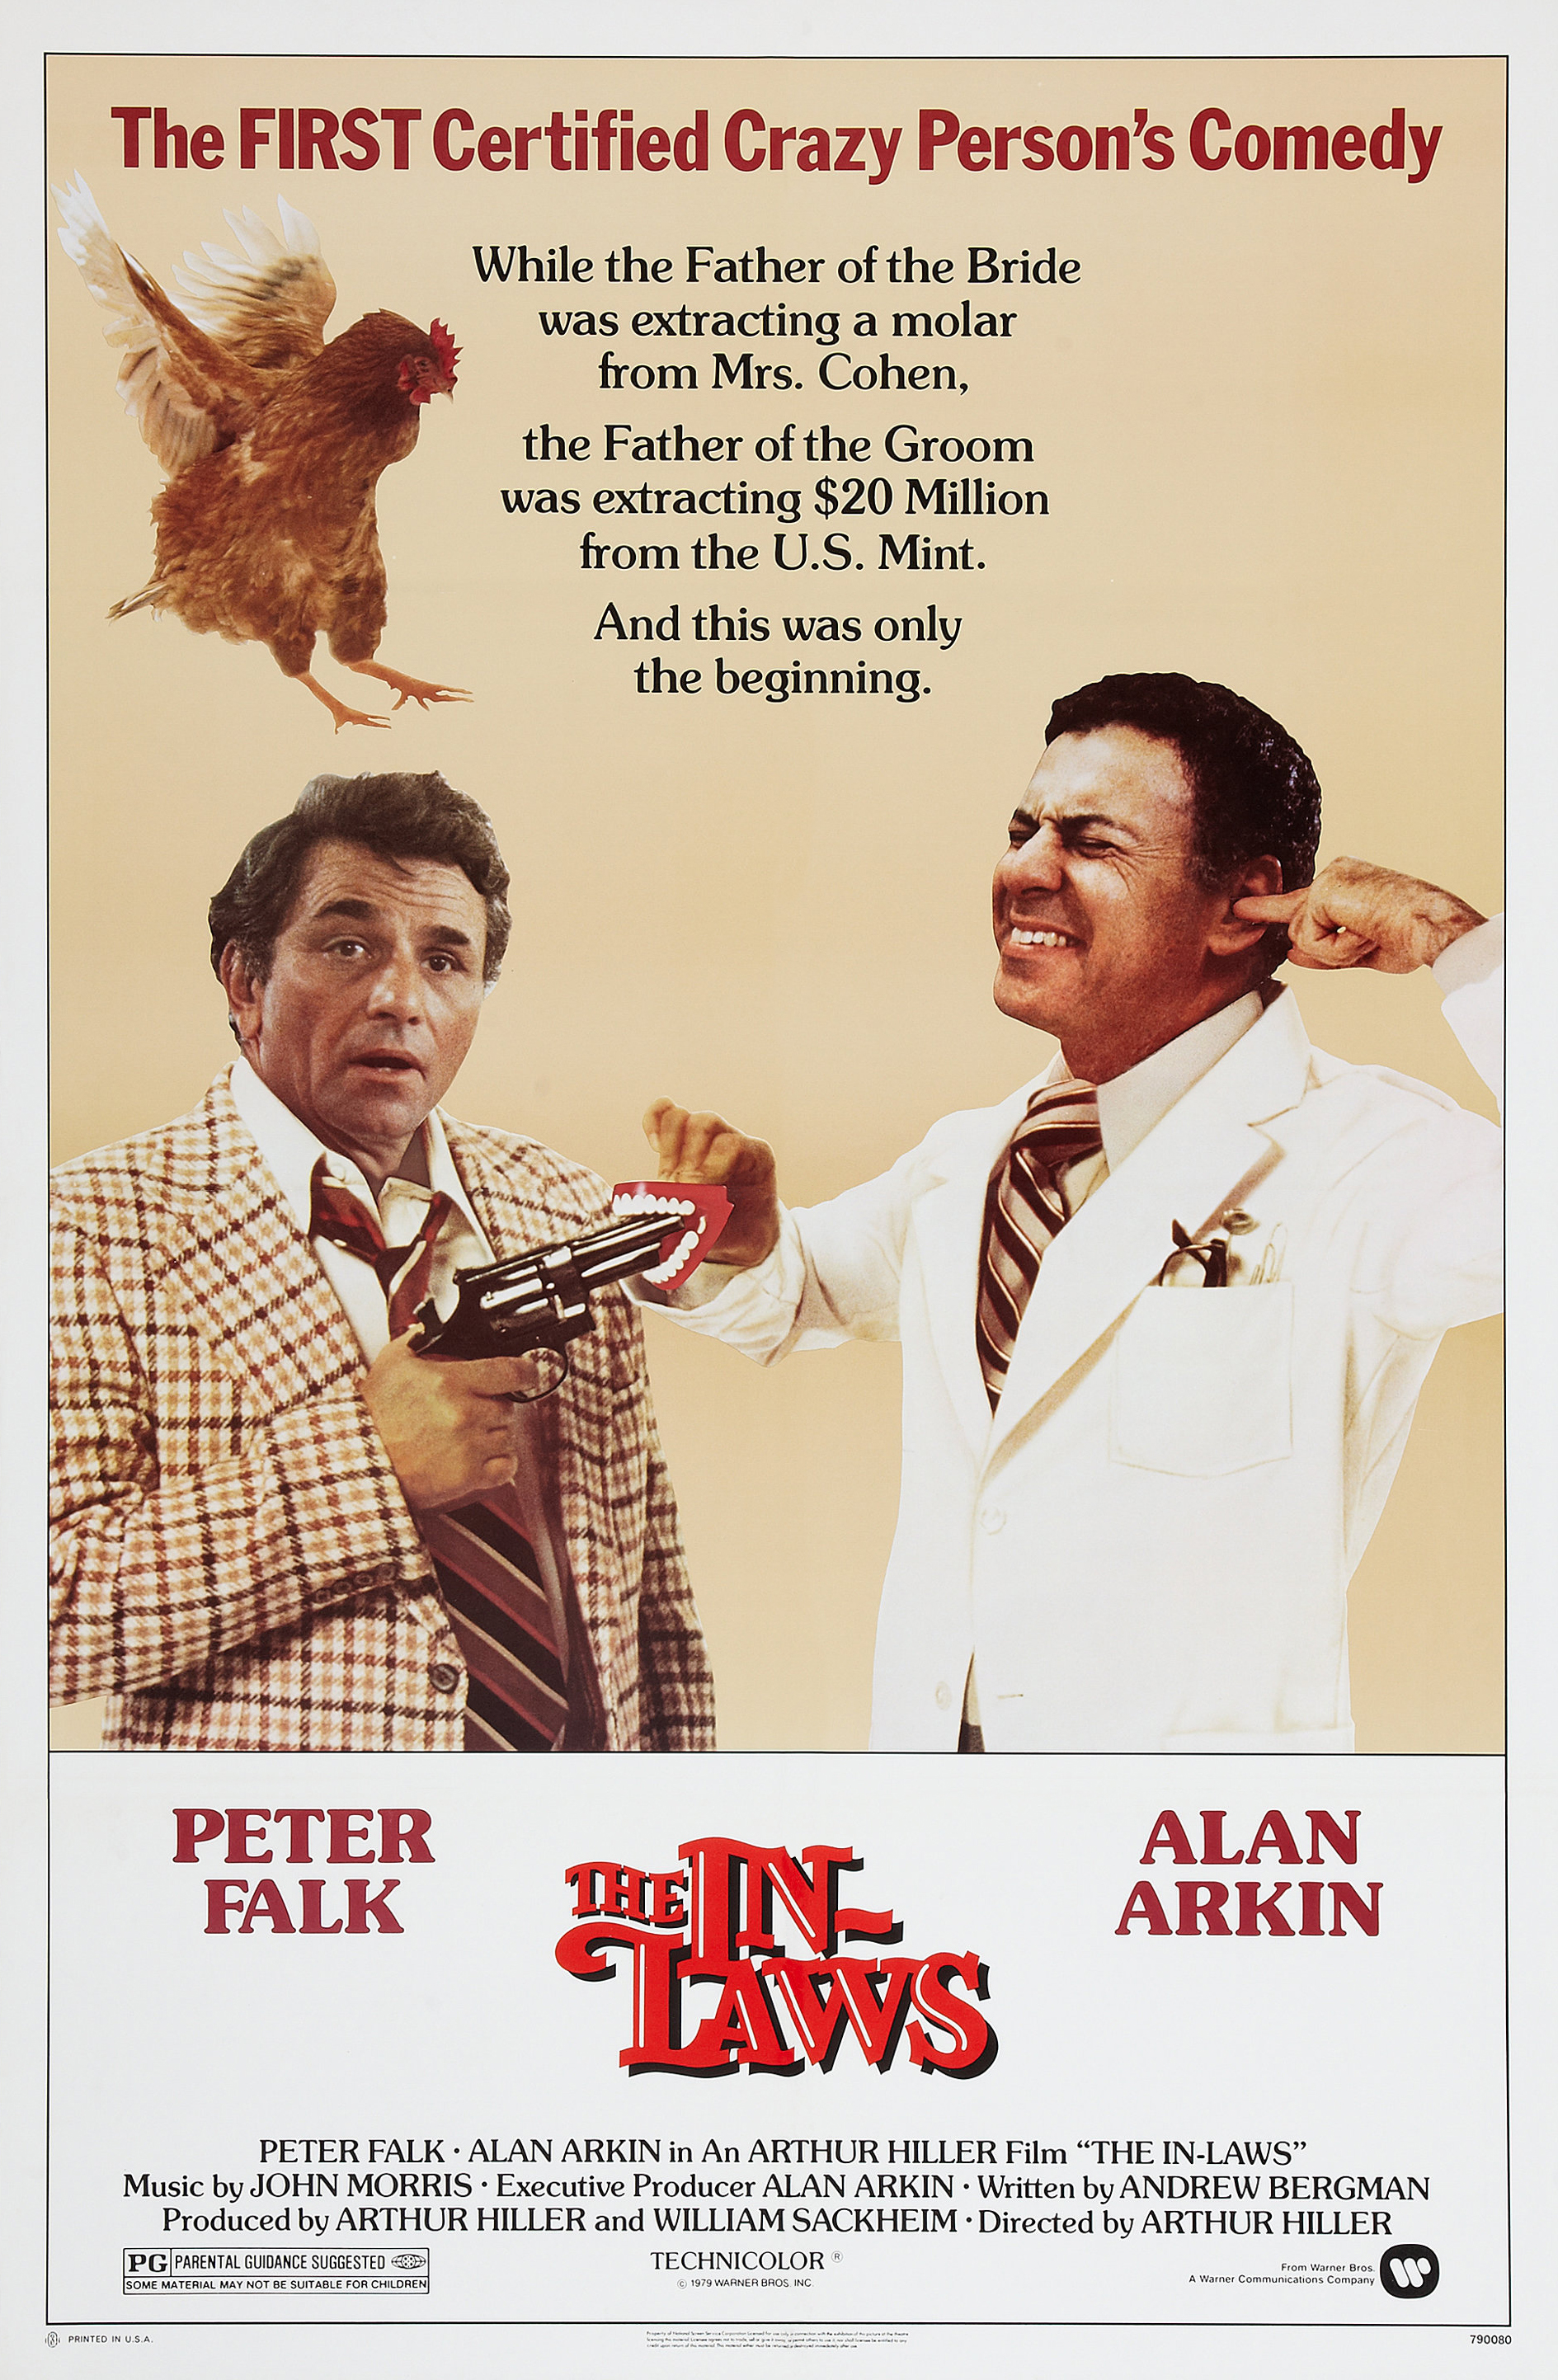 The FIRST Certified Crazy Person's Comedy
While the Father of the Bride
was extracting a molar
from Mrs. Cohen,
the Father of the Groom
was extracting $20 Million
from the U.S. Mint.
And this was only
the beginning.
PETER
FALK
THE IN-
LAWS
ALAN
ARKIN
PETER FALK · ALAN ARKIN in An ARTHUR HILLER Film “THE IN-LAWS”
Music by JOHN MORRIS · Executive Producer ALAN ARKIN · Written by ANDREW BERGMAN
Produced by ARTHUR HILLER and WILLIAM SACKHEIM · Directed by ARTHUR HILLER
PG PARENTAL GUIDANCE SUGGESTED
SOME MATERIAL MAY NOT BE SUITABLE FOR CHILDREN
TECHNICOLOR ®
© 1979 WARNER BROS. INC.
From Warner Bros.
A Warner Communications Company
PRINTED IN U.S.A.
790080